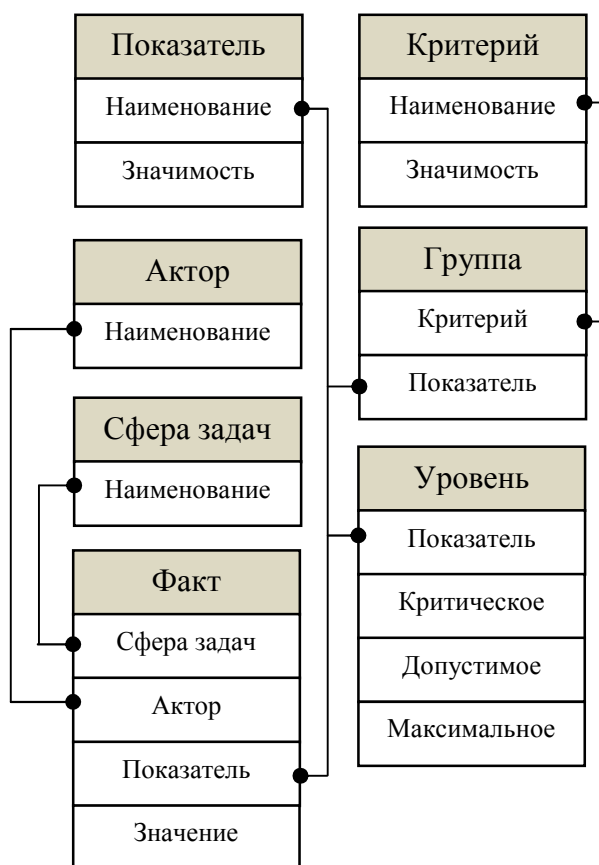 Показатель
Наименование
Значимость
Критерий
Наименование
Значимость
Актор
Наименование
Группа
Критерий
Показатель
Сфера задач
Наименование
Уровень
Показатель
Критическое
Допустимое
Максимальное
Факт
Сфера задач
Актор
Показатель
Значение